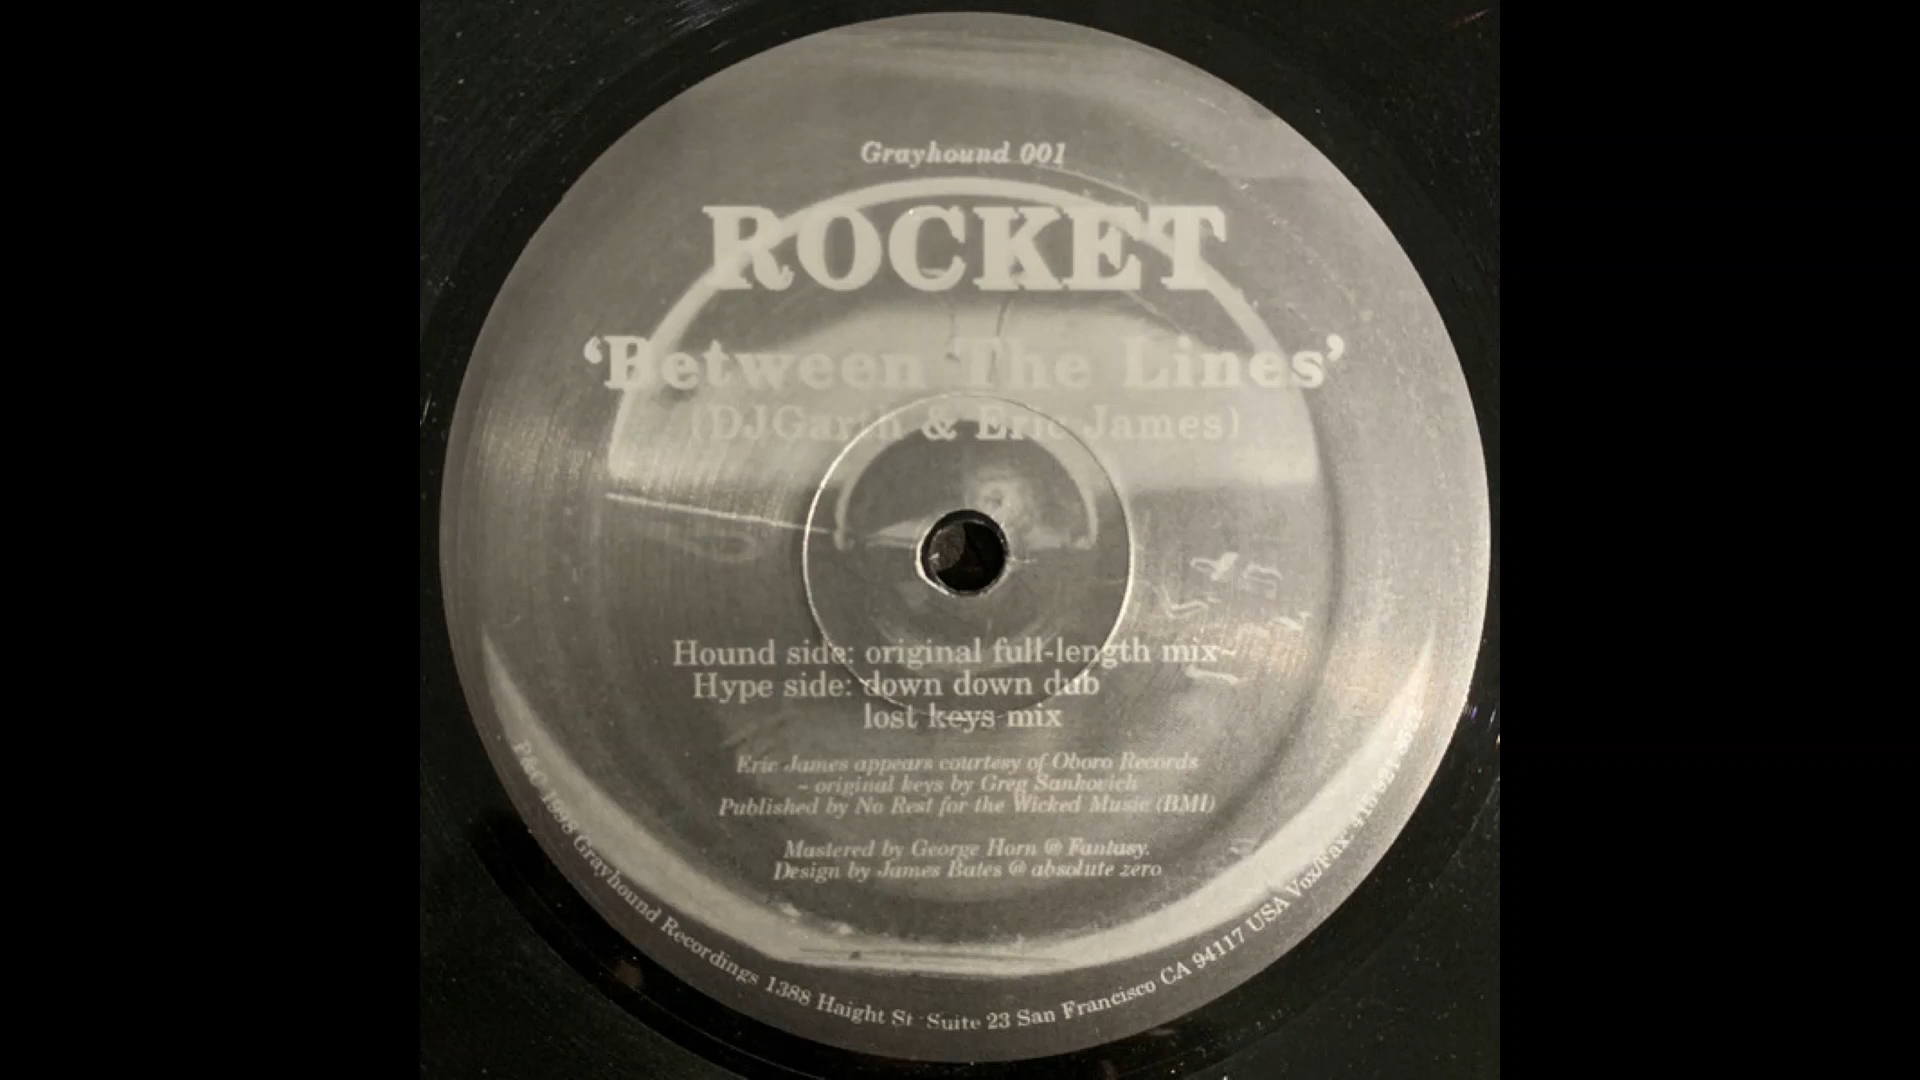 Grayhound 001
ROCKET
‘Between The Lines’
(DJGarth & Eric James)
Hound side: original full-length mix~
Hype side: down down dub
lost keys mix
Eric James appears courtesy of Oboro Records
~ original keys by Greg Sankovich
Published by No Rest for the Wicked Music (BMI)
Mastered by George Horn @ Fantasy.
Design by James Bates @ absolute zero
P&C 1998 Grayhound Recordings 1388 Haight St Suite 23 San Francisco CA 94117 USA Vox/Fax: